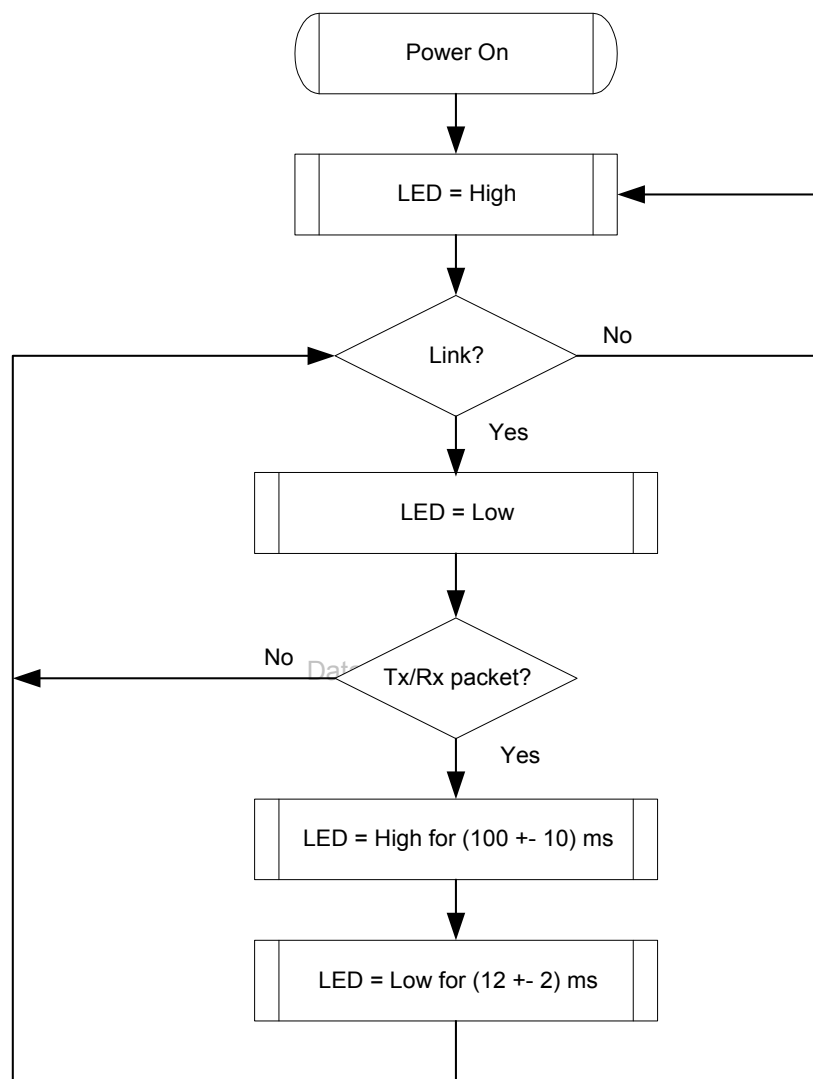 Power On
LED = High
Link?
No
Yes
LED = Low
No
Tx/Rx packet?
Yes
LED = High for (100 +- 10) ms
LED = Low for (12 +- 2) ms